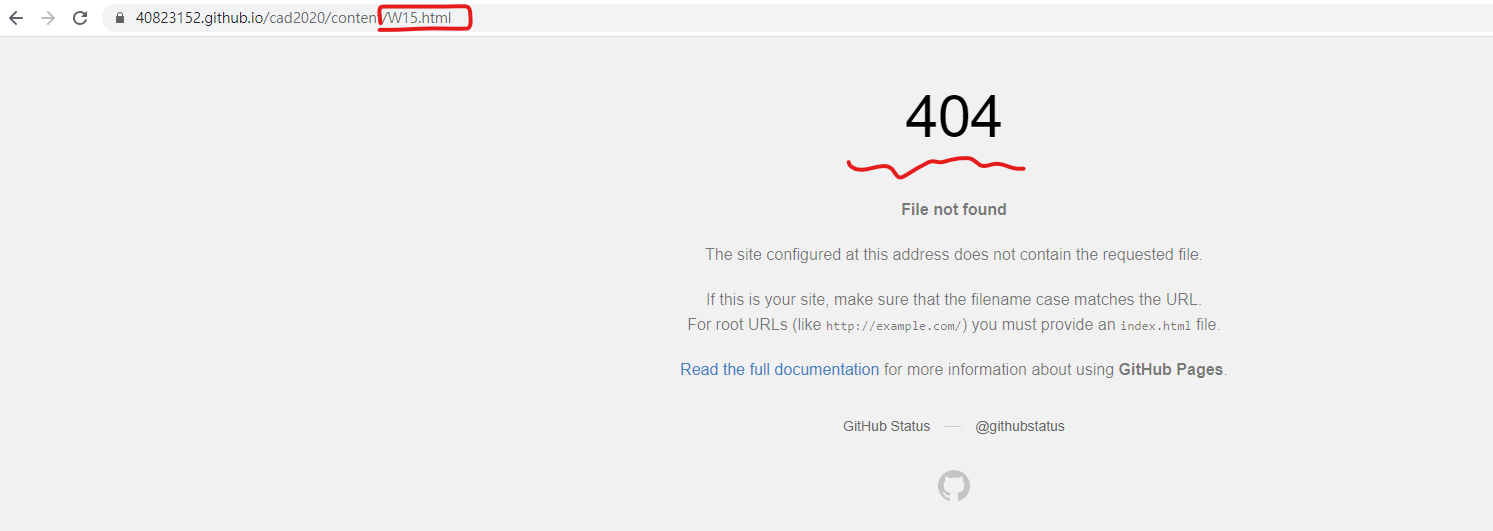 40823152.github.io/cad2020/content/W15.html
404
File not found
The site configured at this address does not contain the requested file.
If this is your site, make sure that the filename case matches the URL.
For root URLs (like http://example.com/) you must provide an index.html file.
Read the full documentation for more information about using GitHub Pages.
GitHub Status — @githubstatus